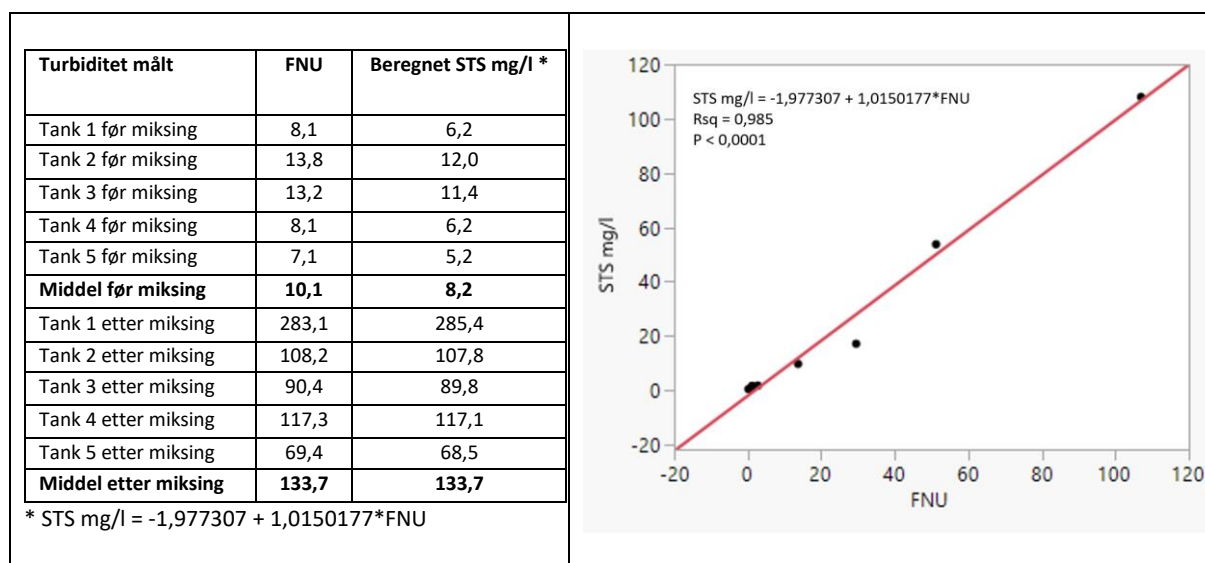 Turbiditet målt FNU Beregnet STS mg/l *
Tank 1 før miksing 8,1 6,2
Tank 2 før miksing 13,8 12,0
Tank 3 før miksing 13,2 11,4
Tank 4 før miksing 8,1 6,2
Tank 5 før miksing 7,1 5,2
Middel før miksing 10,1 8,2
Tank 1 etter miksing 283,1 285,4
Tank 2 etter miksing 108,2 107,8
Tank 3 etter miksing 90,4 89,8
Tank 4 etter miksing 117,3 117,1
Tank 5 etter miksing 69,4 68,5
Middel etter miksing 133,7 133,7
* STS mg/l = -1,977307 + 1,0150177*FNU
STS mg/l = -1,977307 + 1,0150177*FNU
Rsq = 0,985
P < 0,0001
STS mg/l
120
100
80
60
40
20
0
-20
-20 0 20 40 60 80 100 120
FNU